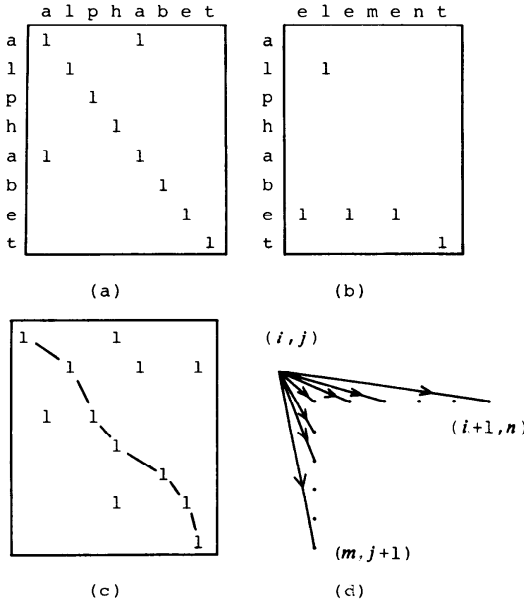 a l p h a b e t
a 1 1
l 1
p 1
h 1
a 1 1
b 1
e 1
t 1
(a)
e l e m e n t
a
l 1
p
h
a
b
e 1 1 1
t 1
(b)
1 1
1 1 1
1 1
1
1
1 1
1
(c)
(i,j)
(i+1,n)
(m,j+1)
(d)